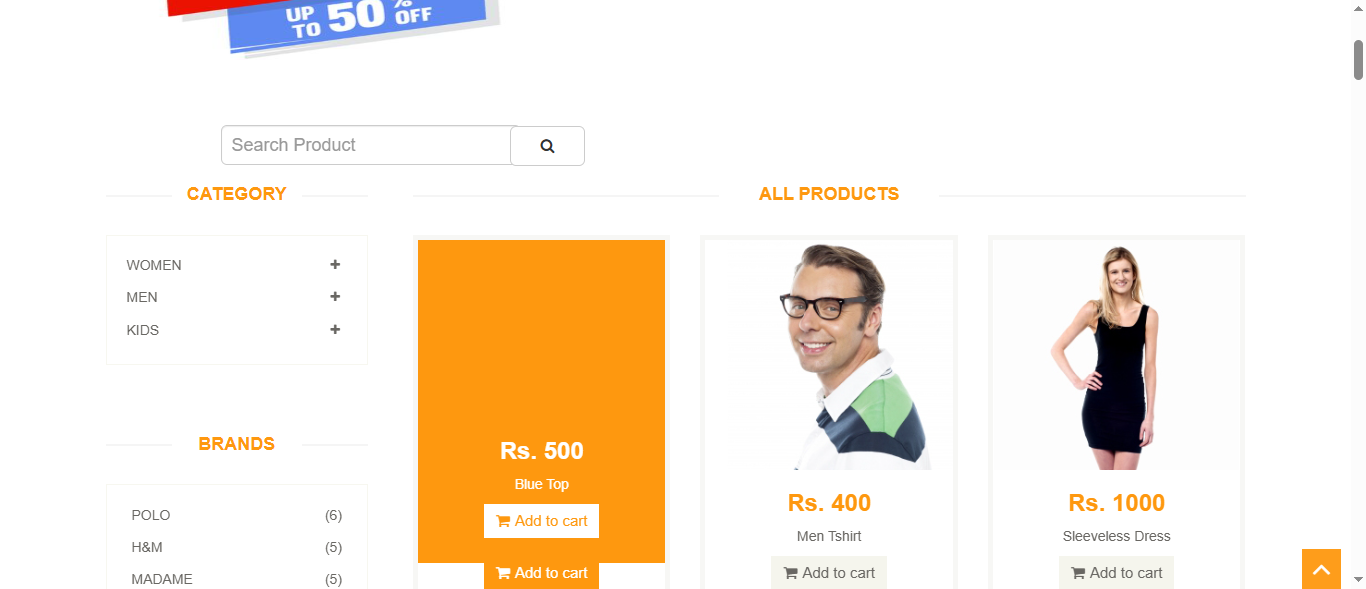 UP TO 50% OFF
Search Product
CATEGORY
WOMEN
MEN
KIDS
BRANDS
POLO (6)
H&M (5)
MADAME (5)
ALL PRODUCTS
Rs. 500
Blue Top
Add to cart
Add to cart
Rs. 400
Men Tshirt
Add to cart
Rs. 1000
Sleeveless Dress
Add to cart